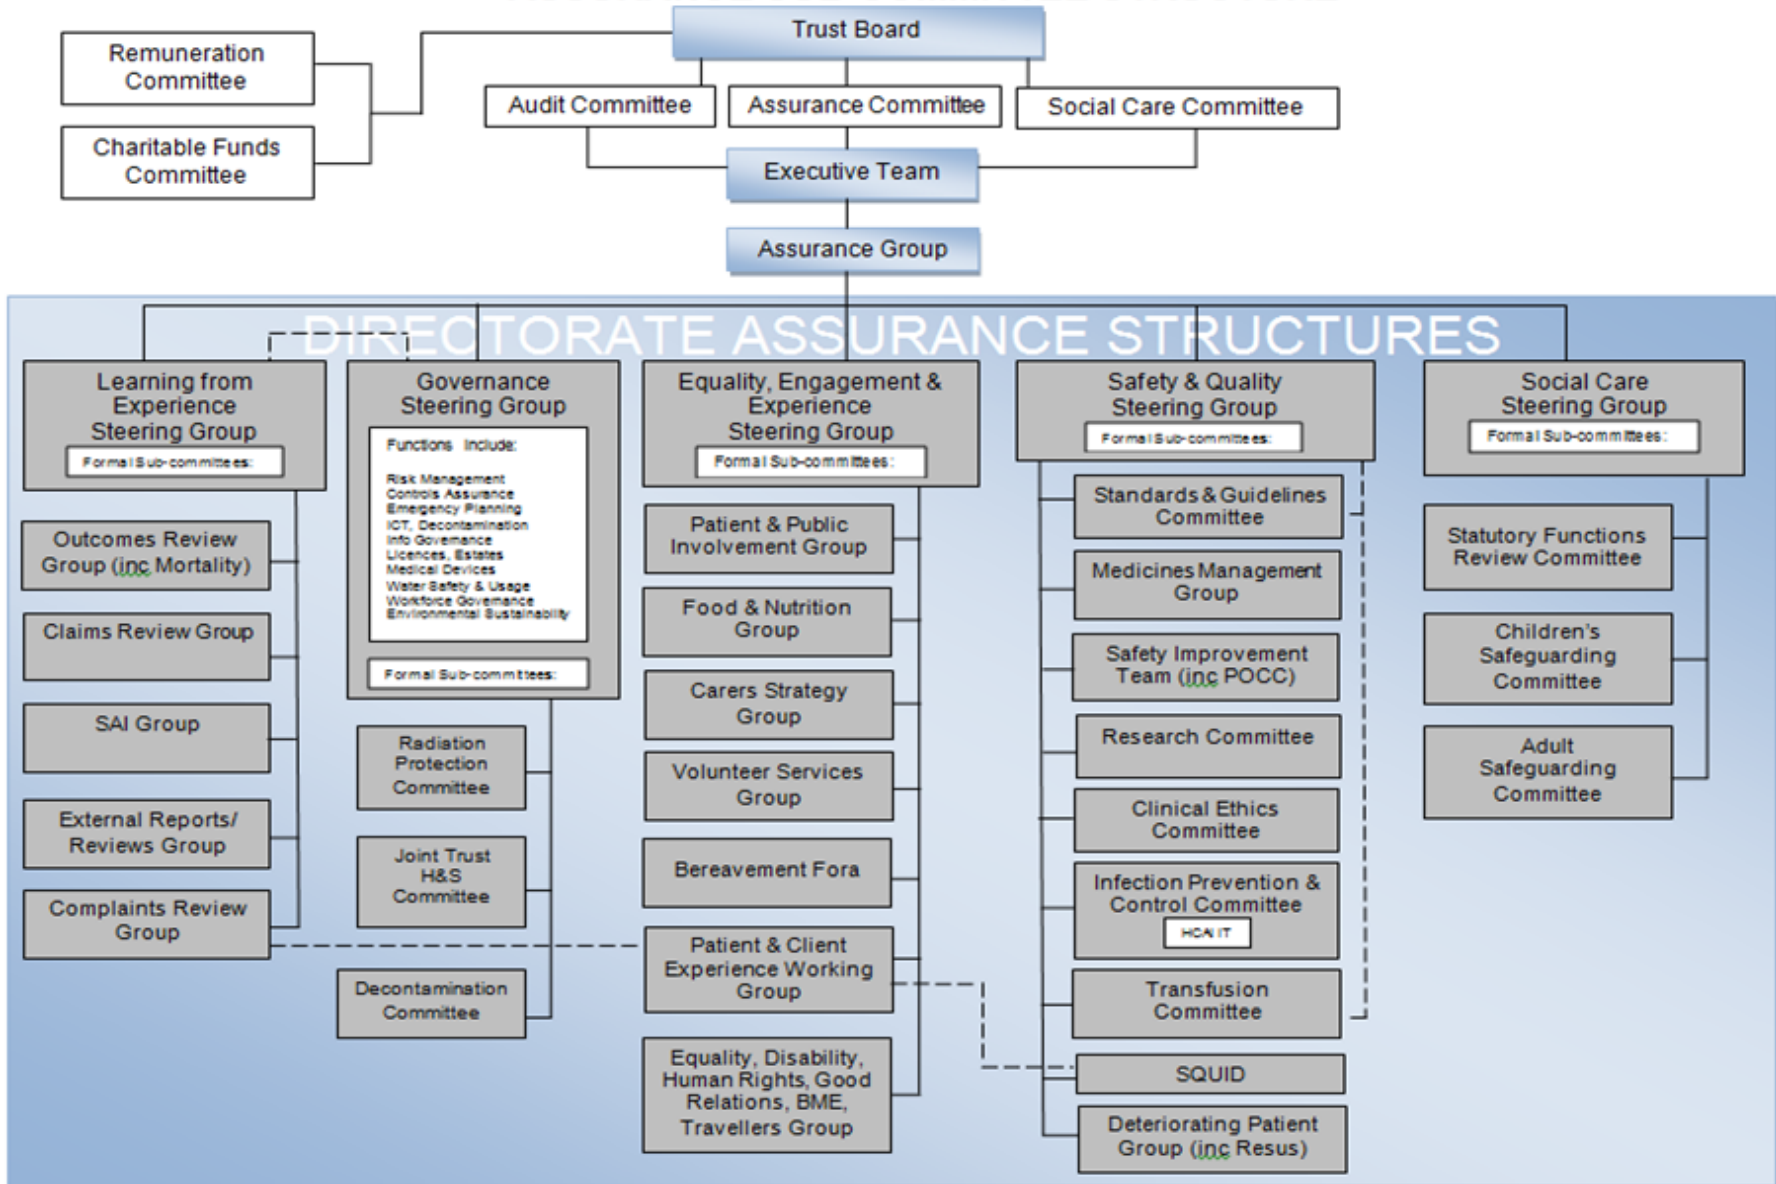 Trust Board
Remuneration
Committee
Charitable Funds
Committee
Audit Committee
Assurance Committee
Social Care Committee
Executive Team
Assurance Group
DIRECTORATE ASSURANCE STRUCTURES
Learning from
Experience
Steering Group
Formal Sub-committees:
Outcomes Review
Group (inc Mortality)
Claims Review Group
SAI Group
External Reports/
Reviews Group
Complaints Review
Group
Governance
Steering Group
Functions Include:
Risk Management
Controls Assurance
Emergency Planning
ICT, Decontamination
Info Governance
Licences, Estates
Medical Devices
Water Safety & Usage
Workforce Governance
Environmental Sustainability
Formal Sub-committees:
Radiation
Protection
Committee
Joint Trust
H&S
Committee
Decontamination
Committee
Equality, Engagement &
Experience
Steering Group
Formal Sub-committees:
Patient & Public
Involvement Group
Food & Nutrition
Group
Carers Strategy
Group
Volunteer Services
Group
Bereavement Fora
Patient & Client
Experience Working
Group
Equality, Disability,
Human Rights, Good
Relations, BME,
Travellers Group
Safety & Quality
Steering Group
Formal Sub-committees:
Standards & Guidelines
Committee
Medicines Management
Group
Safety Improvement
Team (inc POCC)
Research Committee
Clinical Ethics
Committee
Infection Prevention &
Control Committee
HCAI IT
Transfusion
Committee
SQUID
Deteriorating Patient
Group (inc Resus)
Social Care
Steering Group
Formal Sub-committees:
Statutory Functions
Review Committee
Children's
Safeguarding
Committee
Adult
Safeguarding
Committee